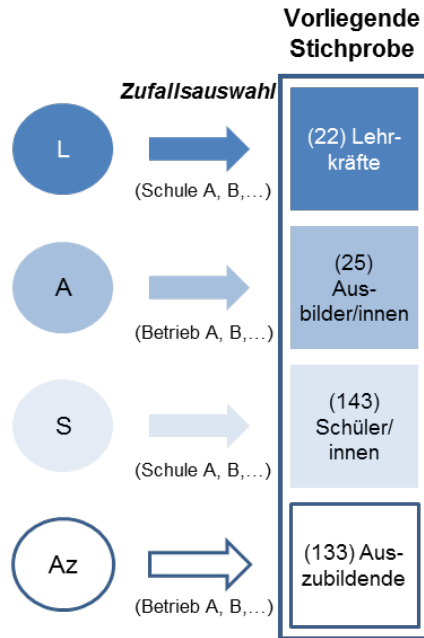 Vorliegende
Stichprobe
Zufallsauswahl
L
(22) Lehr-
kräfte
(Schule A, B,…)
A
(25)
Aus-
bilder/innen
(Betrieb A, B,…)
S
(143)
Schüler/
innen
(Schule A, B,…)
Az
(133) Aus-
zubildende
(Betrieb A, B,…)